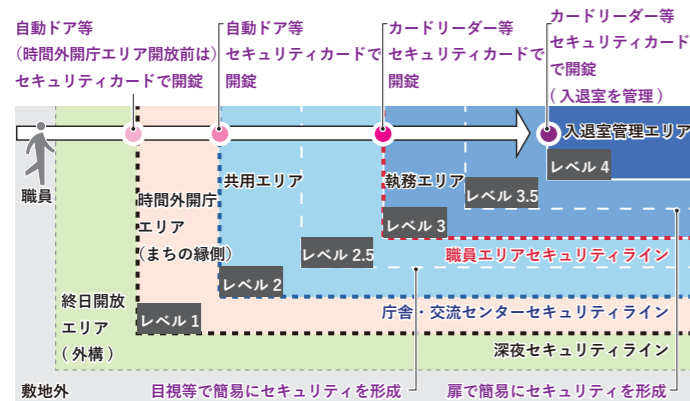 自動ドア等
(時間外開庁エリア開放前は)
セキュリティカードで開錠
自動ドア等
セキュリティカードで
開錠
カードリーダー等
セキュリティカードで
開錠
カードリーダー等
セキュリティカード
で開錠
(入退室を管理)
職員
時間外開庁
エリア
(まちの縁側)
共用エリア
執務エリア
入退室管理エリア
レベル 4
レベル 3.5
レベル 3
レベル 2.5
レベル 2
レベル 1
職員エリアセキュリティライン
庁舎・交流センターセキュリティライン
深夜セキュリティライン
終日開放
エリア
(外構)
敷地外
目視等で簡易にセキュリティを形成
扉で簡易にセキュリティを形成